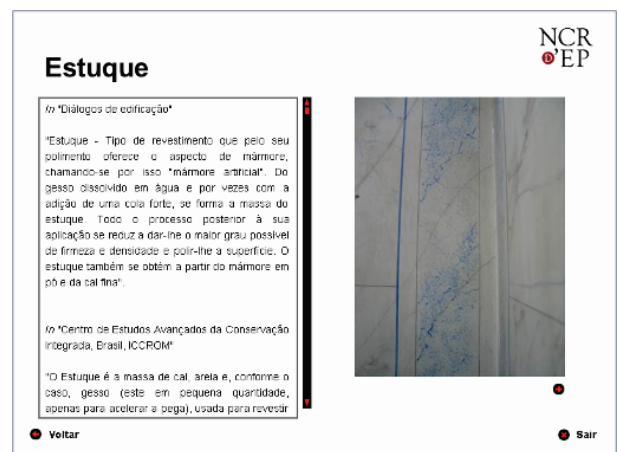 NCR
D'EP
Estuque
In "Diálogos de edificação"
"Estuque - Tipo de revestimento que pelo seu
polimento oferece o aspecto de mármore,
chamando-se por isso "mármore artificial". Do
gesso dissolvido em água e por vezes com a
adição de uma cola forte, se forma a massa do
estuque. Todo o processo posterior à sua
aplicação se reduz a dar-lhe o maior grau possível
de firmeza e densidade e polir-lhe a superfície. O
estuque também se obtém a partir do mármore em
pó e da cal fina".
In "Centro de Estudos Avançados da Conservação
Integrada, Brasil, ICCROM"
"O Estuque é a massa de cal, areia e, conforme o
caso, gesso (este em pequena quantidade,
apenas para acelerar a pega), usada para revestir
Voltar
Sair